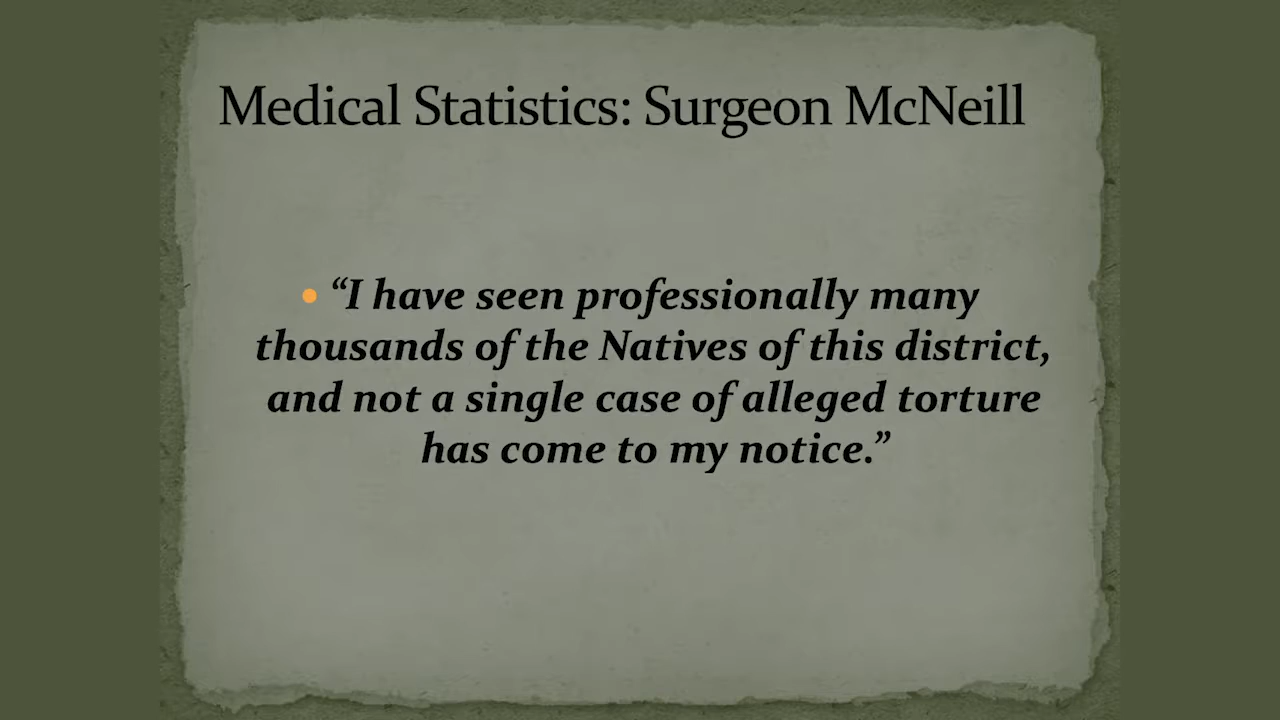 Medical Statistics: Surgeon McNeill
• “I have seen professionally many
thousands of the Natives of this district,
and not a single case of alleged torture
has come to my notice.”